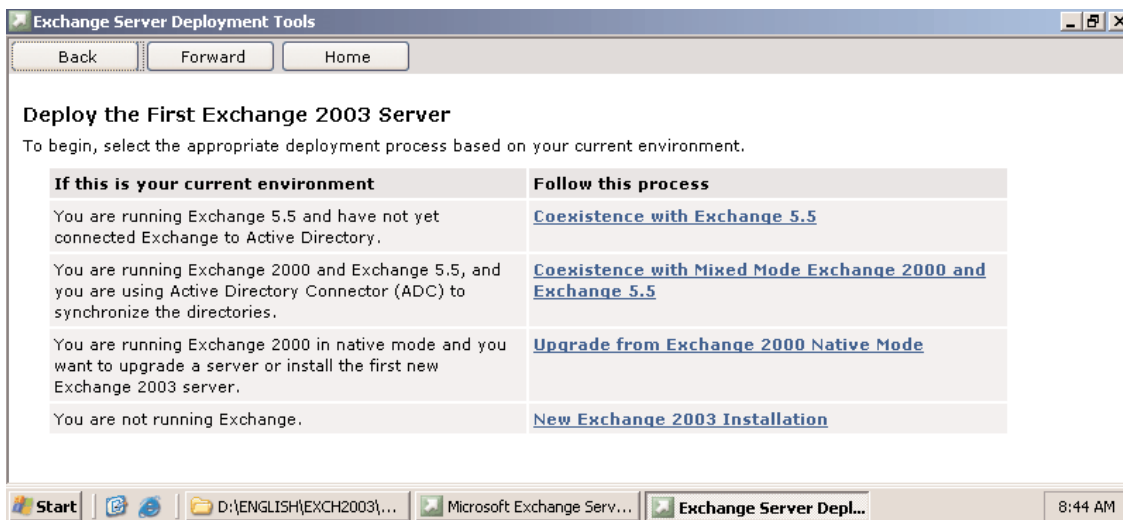 Exchange Server Deployment Tools
Back Forward Home
Deploy the First Exchange 2003 Server
To begin, select the appropriate deployment process based on your current environment.
If this is your current environment Follow this process
You are running Exchange 5.5 and have not yet
connected Exchange to Active Directory.
Coexistence with Exchange 5.5
You are running Exchange 2000 and Exchange 5.5, and
you are using Active Directory Connector (ADC) to
synchronize the directories.
Coexistence with Mixed Mode Exchange 2000 and
Exchange 5.5
You are running Exchange 2000 in native mode and you
want to upgrade a server or install the first new
Exchange 2003 server.
Upgrade from Exchange 2000 Native Mode
You are not running Exchange.
New Exchange 2003 Installation
Start D:\ENGLISH\EXCH2003\... Microsoft Exchange Serv... Exchange Server Depl... 8:44 AM